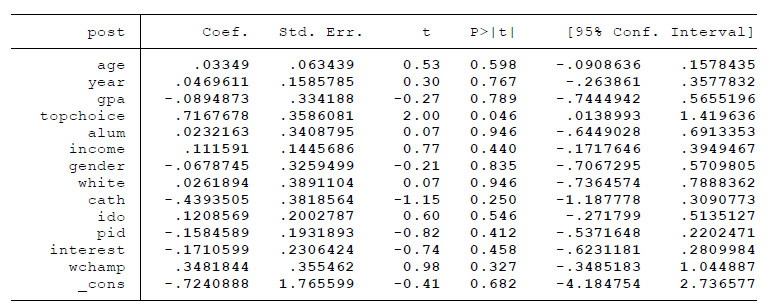 post Coef. Std. Err. t P>|t| [95% Conf. Interval]
age .03349 .063439 0.53 0.598 -.0908636 .1578435
year .0469611 .1585785 0.30 0.767 -.263861 .3577832
gpa -.0894873 .334188 -0.27 0.789 -.7444942 .5655196
topchoice .7167678 .3586081 2.00 0.046 .0138993 1.419636
alum .0232163 .3408795 0.07 0.946 -.6449028 .6913353
income .111591 .1445686 0.77 0.440 -.1717646 .3949467
gender -.0678745 .3259499 -0.21 0.835 -.7067295 .5709805
white .0261894 .3891104 0.07 0.946 -.7364574 .7888362
cath -.4393505 .3818564 -1.15 0.250 -1.187778 .3090773
ido .1208569 .2002787 0.60 0.546 -.271799 .5135127
pid -.1584589 .1931893 -0.82 0.412 -.5371648 .2202471
interest -.1710599 .2306424 -0.74 0.458 -.6231181 .2809984
wchamp .3481844 .355462 0.98 0.327 -.3485183 1.044887
_cons -.7240888 1.765599 -0.41 0.682 -4.184754 2.736577